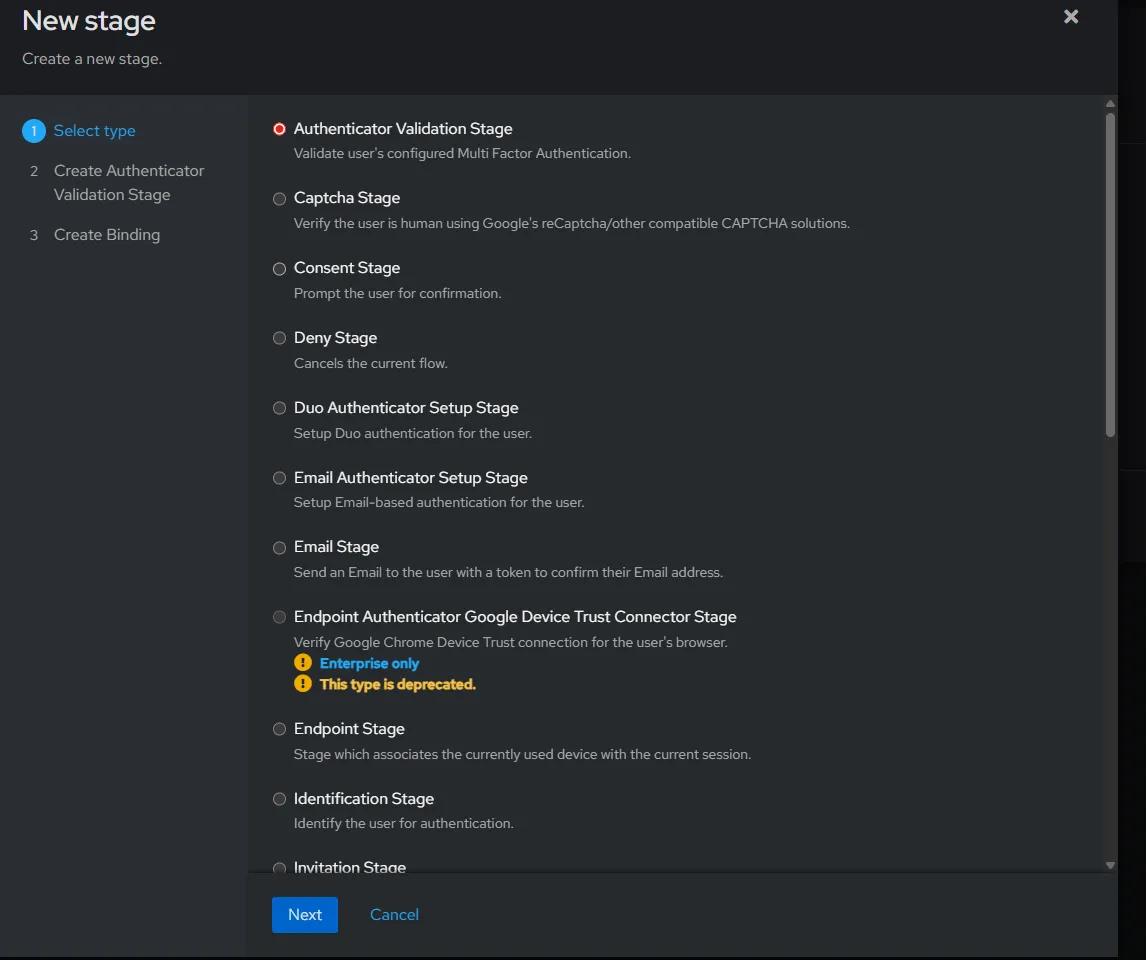 New stage
Create a new stage.
1 Select type
2 Create Authenticator
Validation Stage
3 Create Binding
Authenticator Validation Stage
Validate user's configured Multi Factor Authentication.
Captcha Stage
Verify the user is human using Google's reCaptcha/other compatible CAPTCHA solutions.
Consent Stage
Prompt the user for confirmation.
Deny Stage
Cancels the current flow.
Duo Authenticator Setup Stage
Setup Duo authentication for the user.
Email Authenticator Setup Stage
Setup Email-based authentication for the user.
Email Stage
Send an Email to the user with a token to confirm their Email address.
Endpoint Authenticator Google Device Trust Connector Stage
Verify Google Chrome Device Trust connection for the user's browser.
Enterprise only
This type is deprecated.
Endpoint Stage
Stage which associates the currently used device with the current session.
Identification Stage
Identify the user for authentication.
Invitation Stage
Next Cancel